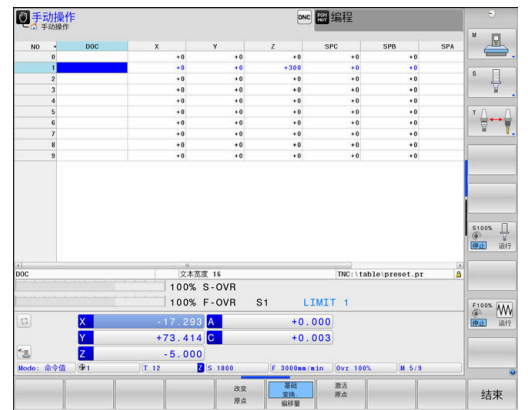 手动操作
手动操作
DNC
PGM MGT
编程
NO DOC X Y Z SPC SPB SPA
0 +0 +0 +0 +0 +0
1 +0 +0 +300 +0 +0
2 +0 +0 +0 +0 +0
3 +0 +0 +0 +0 +0
4 +0 +0 +0 +0 +0
5 +0 +0 +0 +0 +0
6 +0 +0 +0 +0 +0
7 +0 +0 +0 +0 +0
8 +0 +0 +0 +0 +0
9 +0 +0 +0 +0 +0
DOC 文本宽度 16 TNC:\table\preset.pr
100% S-OVR
100% F-OVR S1 LIMIT 1
X -17.293 A +0.000
Y +73.414 C +0.003
Z -5.000
Mode: 命令值 1 T 12 Z S 1800 F 3000mm/min Ovr 100% M 5/9
改变 原点
基础 变换. 偏移量
激活 原点
结束
M
S
T
S100%
停止 运行
F100%
停止 运行